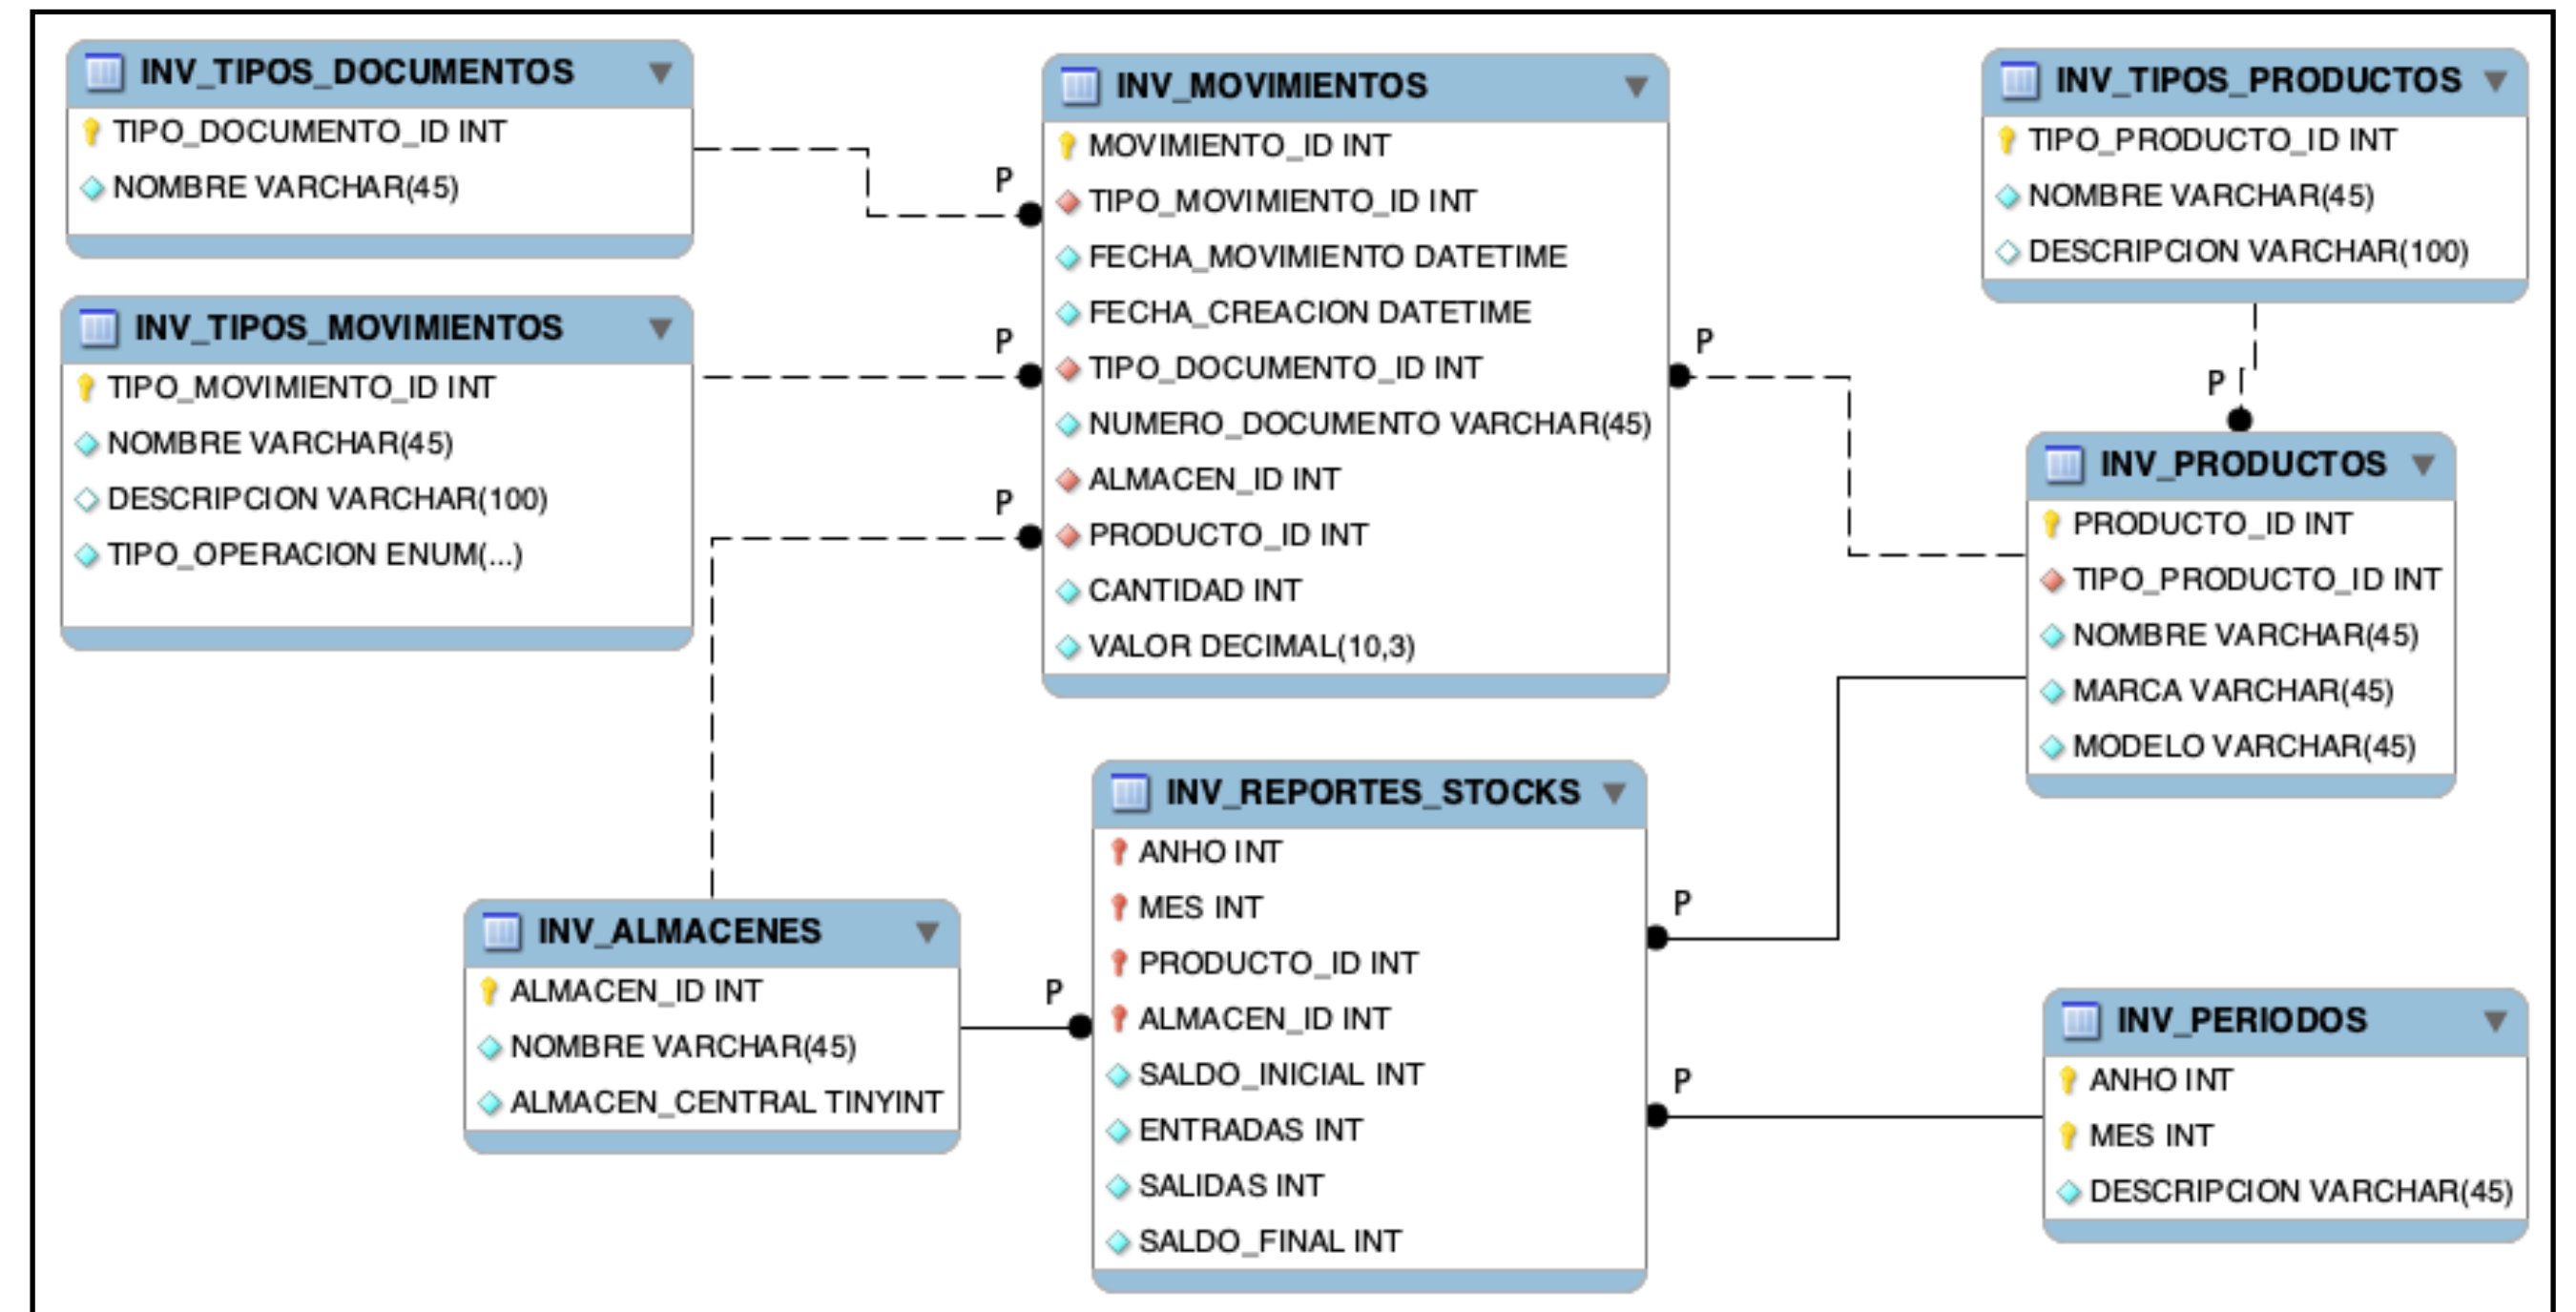 INV_TIPOS_DOCUMENTOS
TIPO_DOCUMENTO_ID INT
NOMBRE VARCHAR(45)
INV_TIPOS_MOVIMIENTOS
TIPO_MOVIMIENTO_ID INT
NOMBRE VARCHAR(45)
DESCRIPCION VARCHAR(100)
TIPO_OPERACION ENUM(...)
P
P
P
INV_MOVIMIENTOS
MOVIMIENTO_ID INT
TIPO_MOVIMIENTO_ID INT
FECHA_MOVIMIENTO DATETIME
FECHA_CREACION DATETIME
TIPO_DOCUMENTO_ID INT
NUMERO_DOCUMENTO VARCHAR(45)
ALMACEN_ID INT
PRODUCTO_ID INT
CANTIDAD INT
VALOR DECIMAL(10,3)
P
INV_TIPOS_PRODUCTOS
TIPO_PRODUCTO_ID INT
NOMBRE VARCHAR(45)
DESCRIPCION VARCHAR(100)
P
INV_PRODUCTOS
PRODUCTO_ID INT
TIPO_PRODUCTO_ID INT
NOMBRE VARCHAR(45)
MARCA VARCHAR(45)
MODELO VARCHAR(45)
INV_ALMACENES
ALMACEN_ID INT
NOMBRE VARCHAR(45)
ALMACEN_CENTRAL TINYINT
P
INV_REPORTES_STOCKS
ANHO INT
MES INT
PRODUCTO_ID INT
ALMACEN_ID INT
SALDO_INICIAL INT
ENTRADAS INT
SALIDAS INT
SALDO_FINAL INT
P
P
INV_PERIODOS
ANHO INT
MES INT
DESCRIPCION VARCHAR(45)